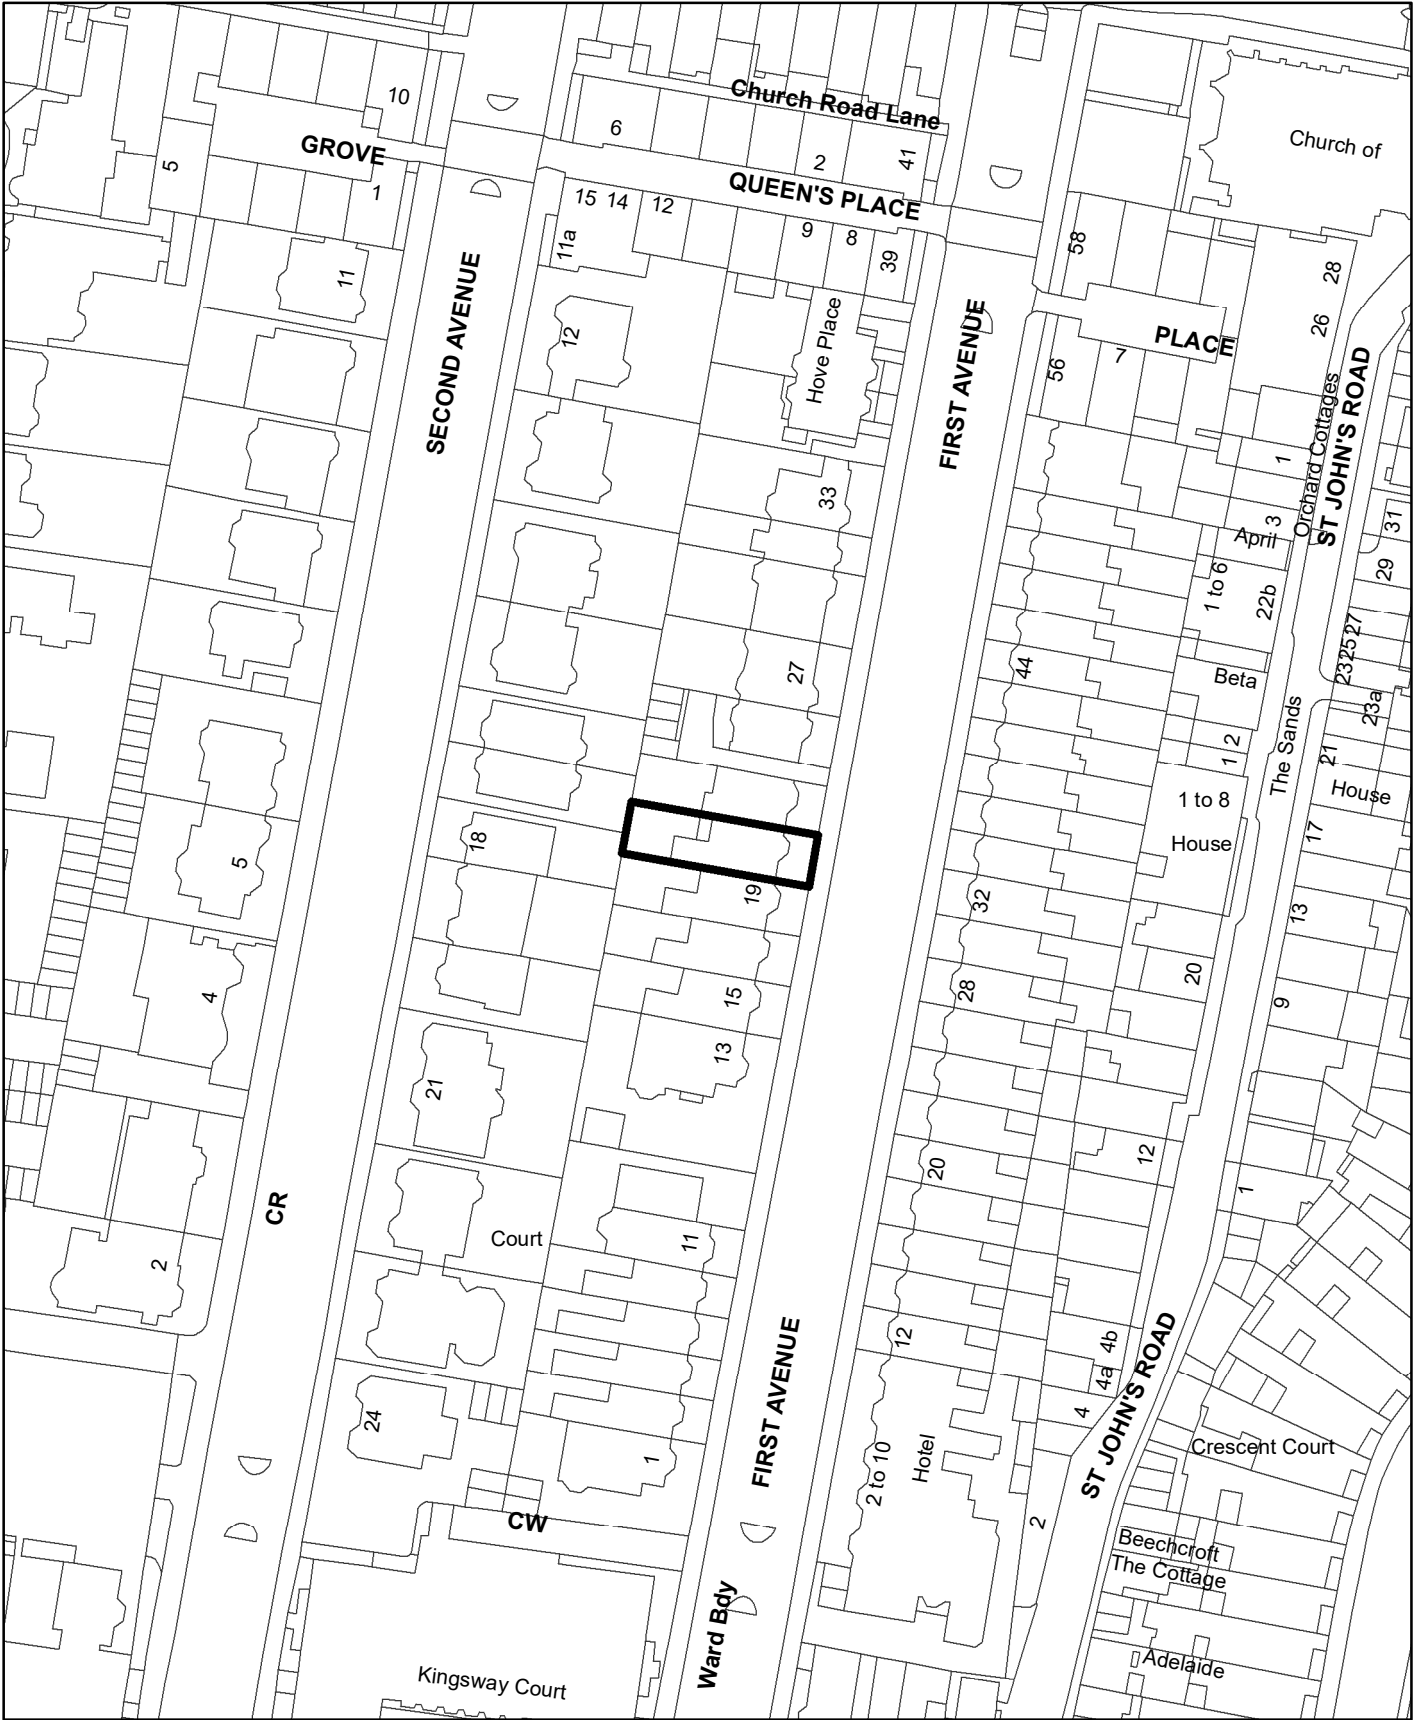 Church Road Lane
10
6
Church of
GROVE
5
2
41
QUEEN'S PLACE
1
15 14 12
11a
9
8
39
58
28
11
26
12
Hove Place
SECOND AVENUE
FIRST AVENUE
PLACE
7
56
Orchard Cottages
ST JOHN'S ROAD
1
33
3
April
31
29
1 to 6
22b
27
25
23
44
27
Beta
23a
The Sands
1 2
21
House
1 to 8
House
17
18
5
19
32
13
20
4
15
28
9
13
21
12
20
1
CR
Court
11
2
12
4b
4a
4
ST JOHN'S ROAD
FIRST AVENUE
24
1
2 to 10
Hotel
Crescent Court
CW
2
Beechcroft
The Cottage
Ward Bdy
Adelaide
Kingsway Court